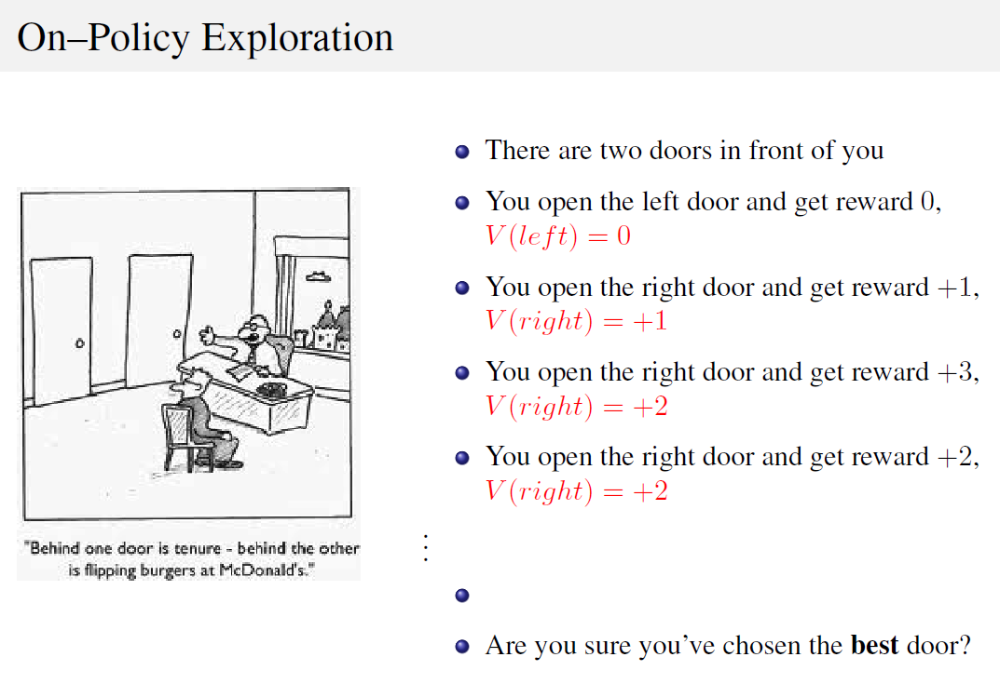 On–Policy Exploration
There are two doors in front of you
You open the left door and get reward 0,
V(left) = 0
You open the right door and get reward +1,
V(right) = +1
You open the right door and get reward +3,
V(right) = +2
You open the right door and get reward +2,
V(right) = +2
⋮
Are you sure you've chosen the best door?
"Behind one door is tenure - behind the other
is flipping burgers at McDonald's."